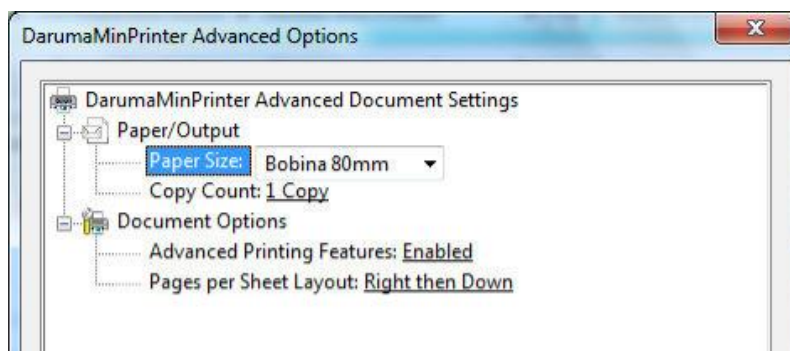 DarumaMinPrinter Advanced Options
DarumaMinPrinter Advanced Document Settings
Paper/Output
Paper Size: Bobina 80mm
Copy Count: 1 Copy
Document Options
Advanced Printing Features: Enabled
Pages per Sheet Layout: Right then Down